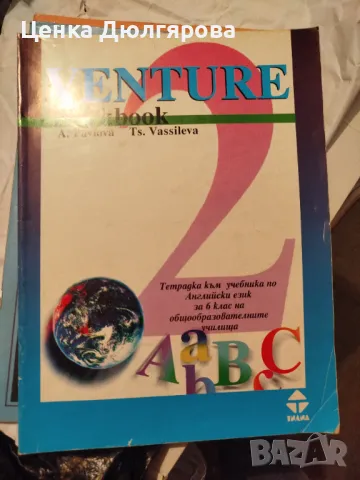 Ценка Дюлгярова
VENTURE
book
A. Pavlova Ts. Vassileva
2
Тетрадка към учебника по
Английски език
за 6 клас на
общообразователните
училища
A a B C
b c
BAZAR